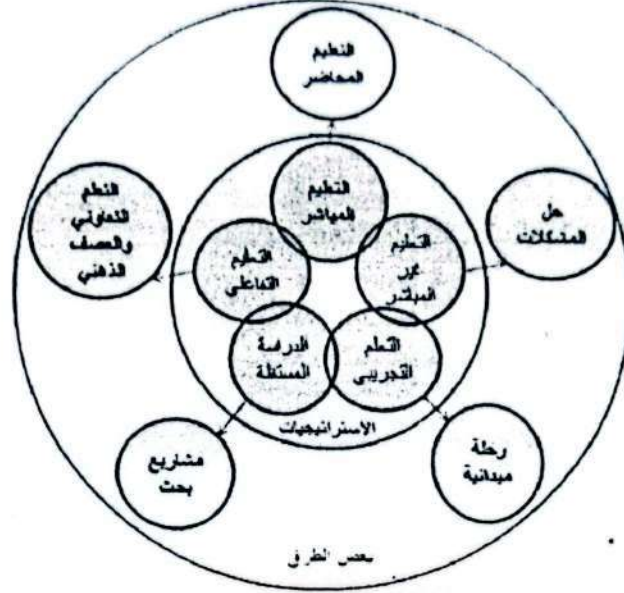 التعليم
المحاضر
التعليم
المباشر
حل
المشكلات
التعليم
غير
المباشر
التعلم
التعاوني
والعصف
الذهني
التعليم
التفاعلي
الدراسة
المستقلة
التعلم
التجريبي
الاستراتيجيات
مشاريع
بحث
رحلة
ميدانية
بعض الطرق